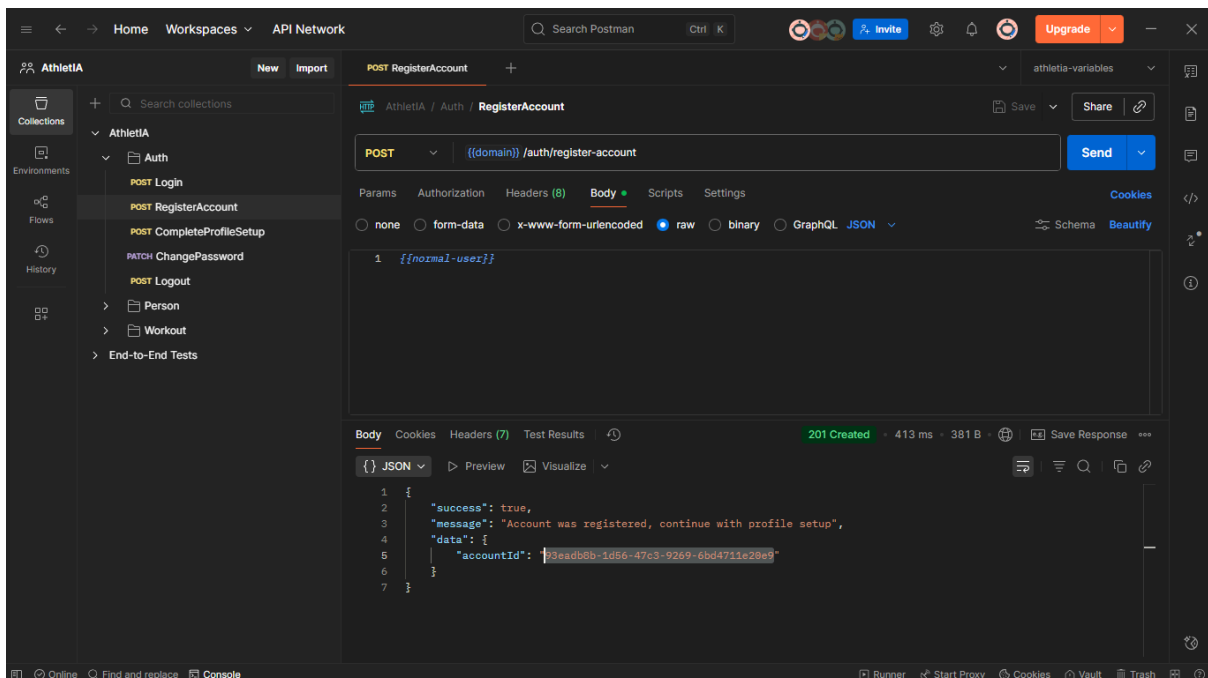 Home Workspaces API Network Search Postman Ctrl K Invite Upgrade
AthletIA New Import POST RegisterAccount athletia-variables
Collections
Environments
Flows
History
Search collections
AthletIA
Auth
POST Login
POST RegisterAccount
POST CompleteProfileSetup
PATCH ChangePassword
POST Logout
Person
Workout
End-to-End Tests
HTTP AthletIA / Auth / RegisterAccount Save Share
POST {{domain}} /auth/register-account Send
Params Authorization Headers (8) Body Scripts Settings Cookies
none form-data x-www-form-urlencoded raw binary GraphQL JSON Schema Beautify
1 {{normal-user}}
Body Cookies Headers (7) Test Results 201 Created 413 ms 381 B e.g. Save Response
{} JSON Preview Visualize
1 {
2 "success": true,
3 "message": "Account was registered, continue with profile setup",
4 "data": {
5 "accountId": "93eadb8b-1d56-47c3-9269-6bd4711e20e9"
6 }
7 }
Online Find and replace Console Runner Start Proxy Cookies Vault Trash